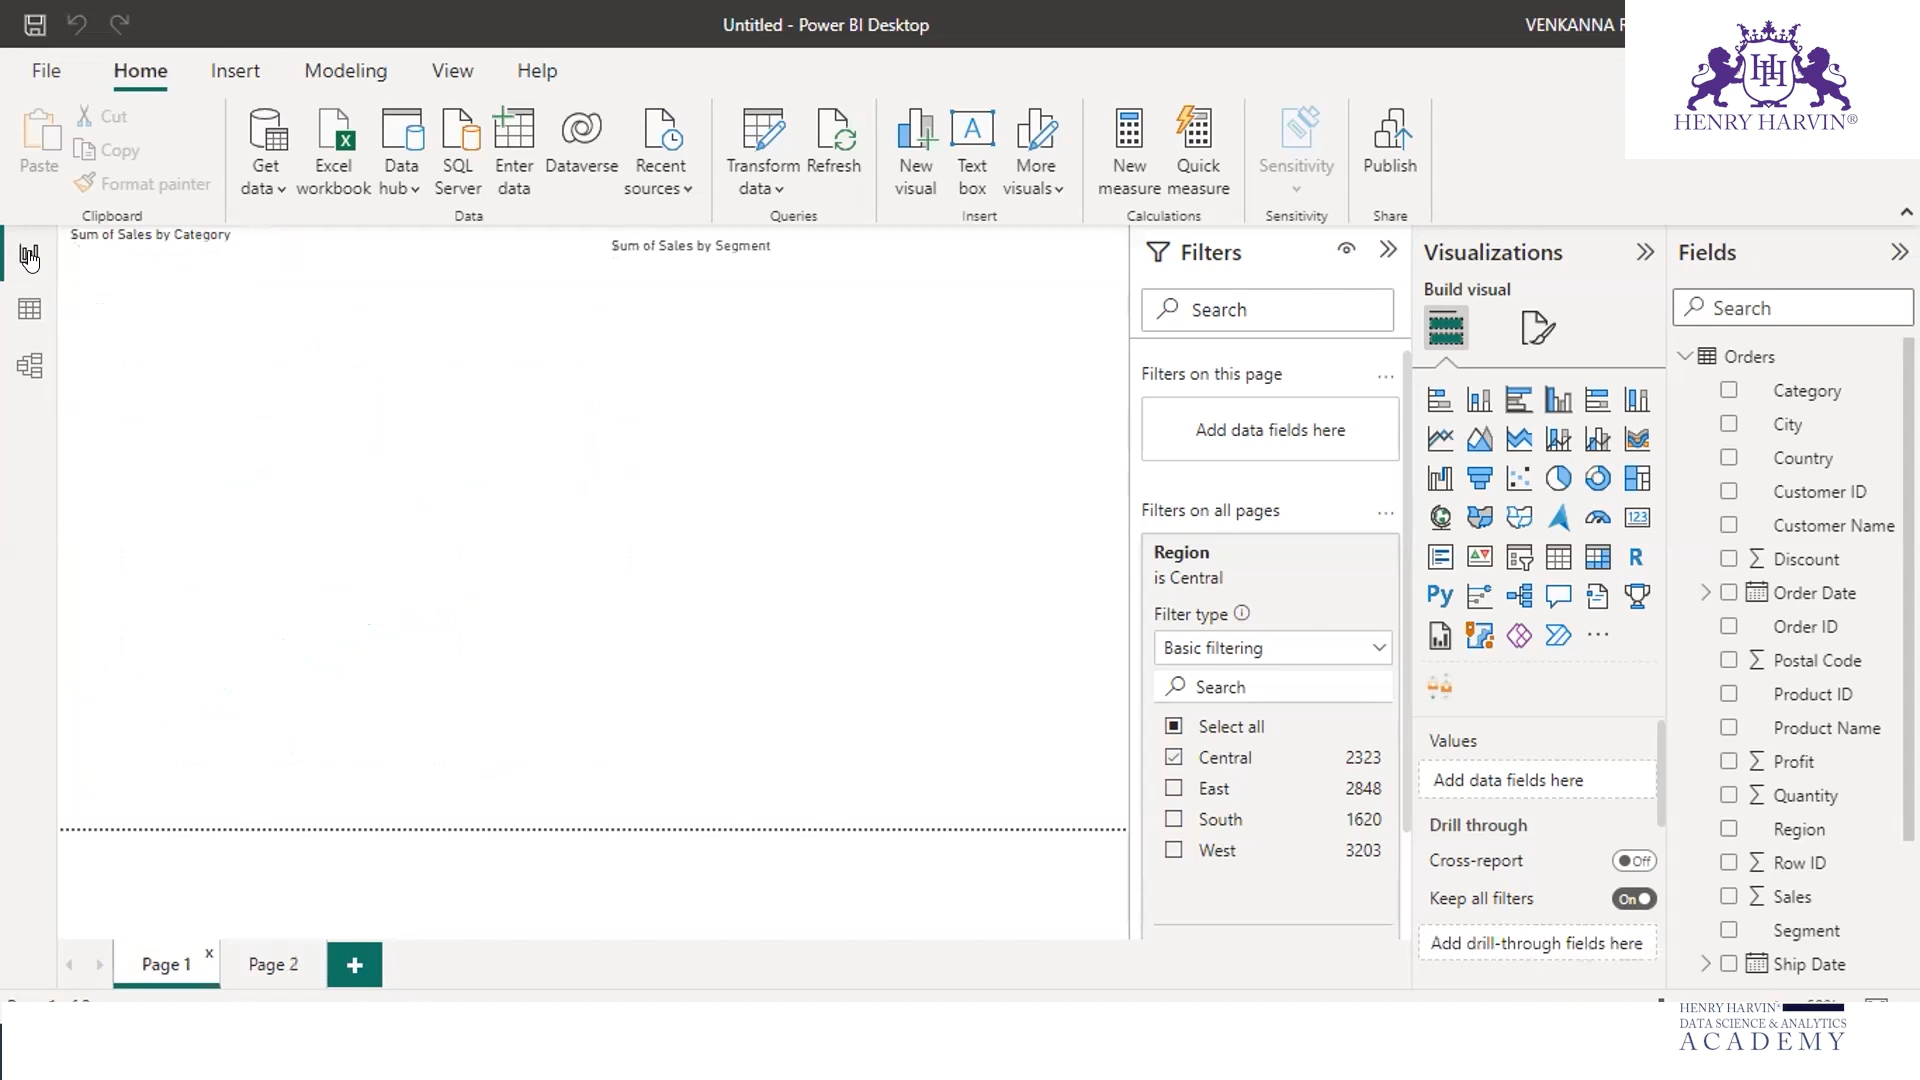 Untitled - Power BI Desktop
VENKANNA
HENRY HARVIN®
File Home Insert Modeling View Help
Paste
Cut
Copy
Format painter
Clipboard
Get data
Excel workbook
Data hub
SQL Server
Enter data
Dataverse
Recent sources
Data
Transform data
Refresh
Queries
New visual
Text box
More visuals
Insert
New measure
Quick measure
Calculations
Sensitivity
Sensitivity
Publish
Share
Sum of Sales by Category
Sum of Sales by Segment
Filters
Search
Filters on this page
Add data fields here
Filters on all pages
Region
is Central
Filter type
Basic filtering
Search
Select all
Central 2323
East 2848
South 1620
West 3203
Visualizations
Build visual
123
R
Py
Values
Add data fields here
Drill through
Cross-report Off
Keep all filters On
Add drill-through fields here
Fields
Search
Orders
Category
City
Country
Customer ID
Customer Name
Discount
Order Date
Order ID
Postal Code
Product ID
Product Name
Profit
Quantity
Region
Row ID
Sales
Segment
Ship Date
Page 1 x
Page 2
+
HENRY HARVIN®
DATA SCIENCE & ANALYTICS
ACADEMY